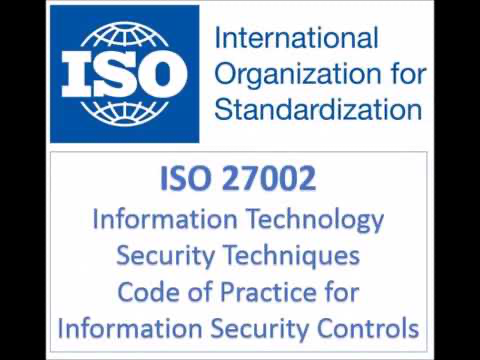 ISO
International
Organization for
Standardization
ISO 27002
Information Technology
Security Techniques
Code of Practice for
Information Security Controls